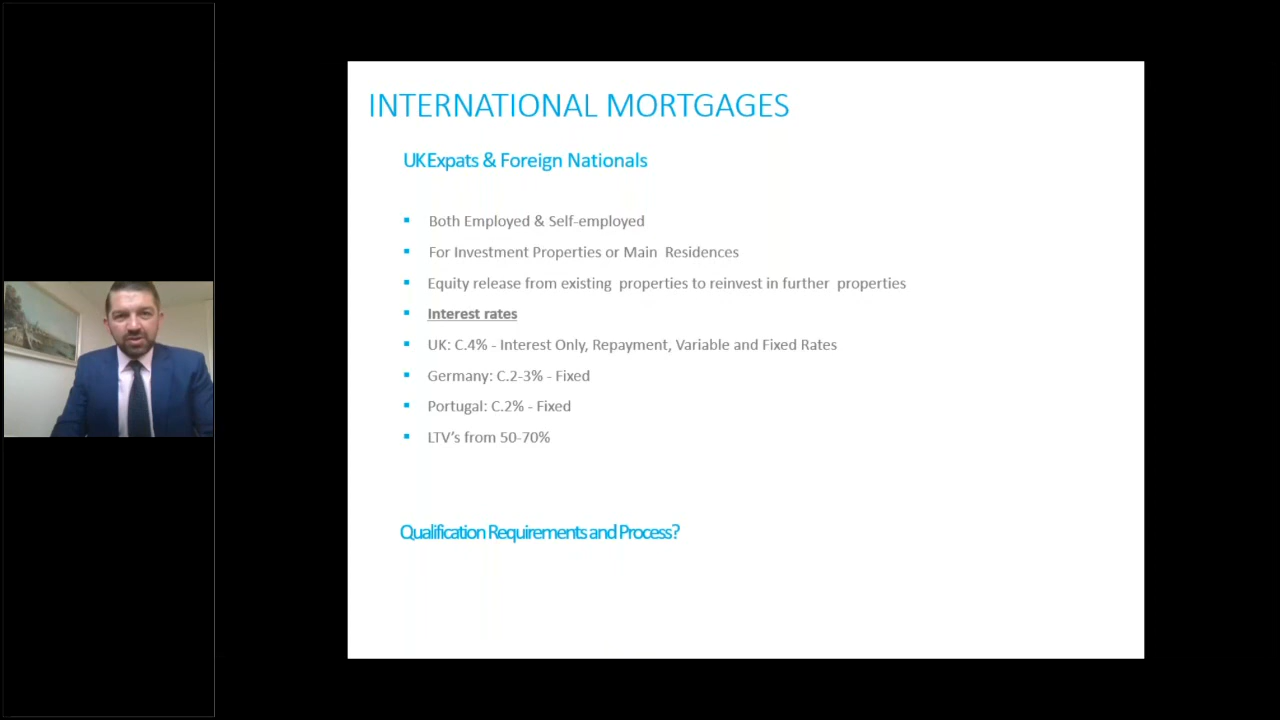 INTERNATIONAL MORTGAGES
UK Expats & Foreign Nationals
Both Employed & Self-employed
For Investment Properties or Main Residences
Equity release from existing properties to reinvest in further properties
Interest rates
UK: C.4% - Interest Only, Repayment, Variable and Fixed Rates
Germany: C.2-3% - Fixed
Portugal: C.2% - Fixed
LTV’s from 50-70%
Qualification Requirements and Process?